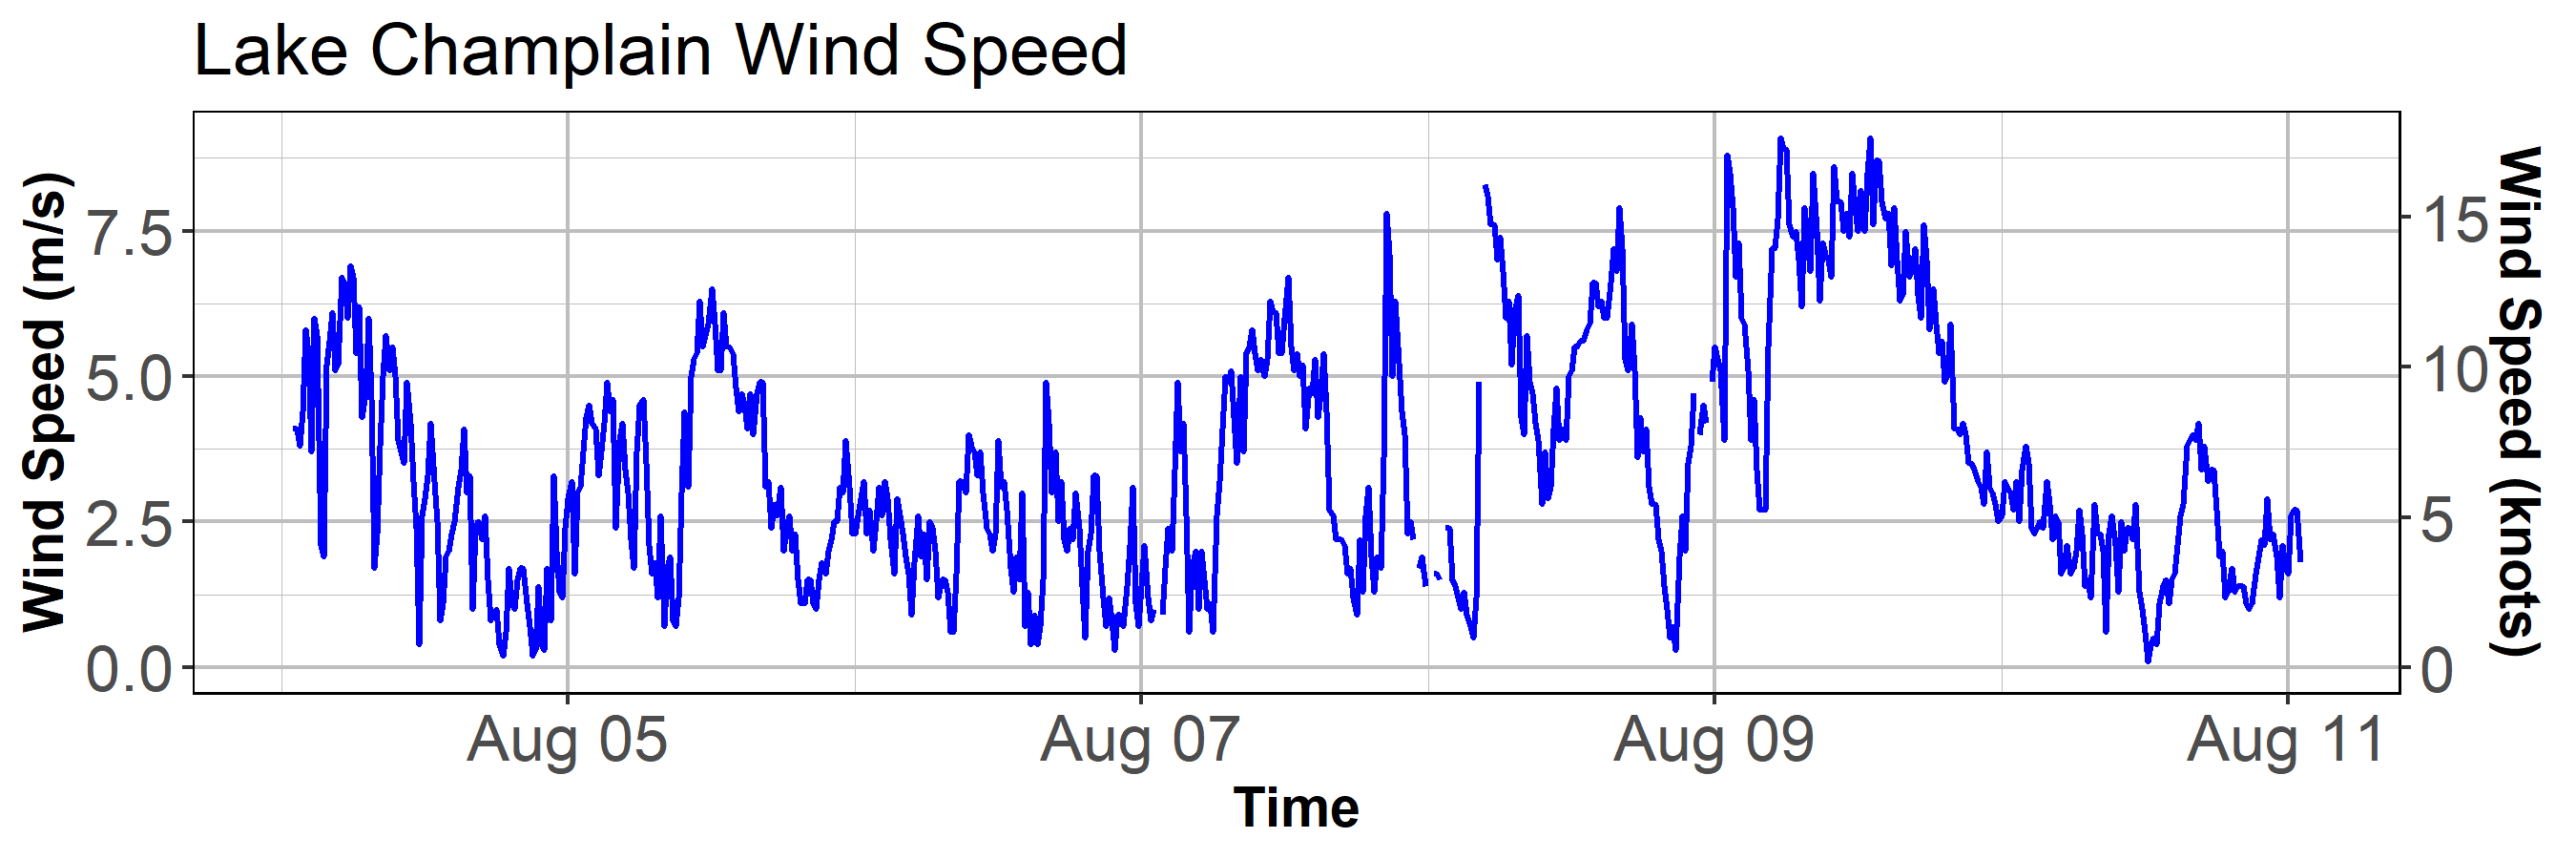 Lake Champlain Wind Speed
Wind Speed (m/s)
7.5
5.0
2.5
0.0
15
10
5
0
Wind Speed (knots)
Aug 05
Aug 07
Aug 09
Aug 11
Time